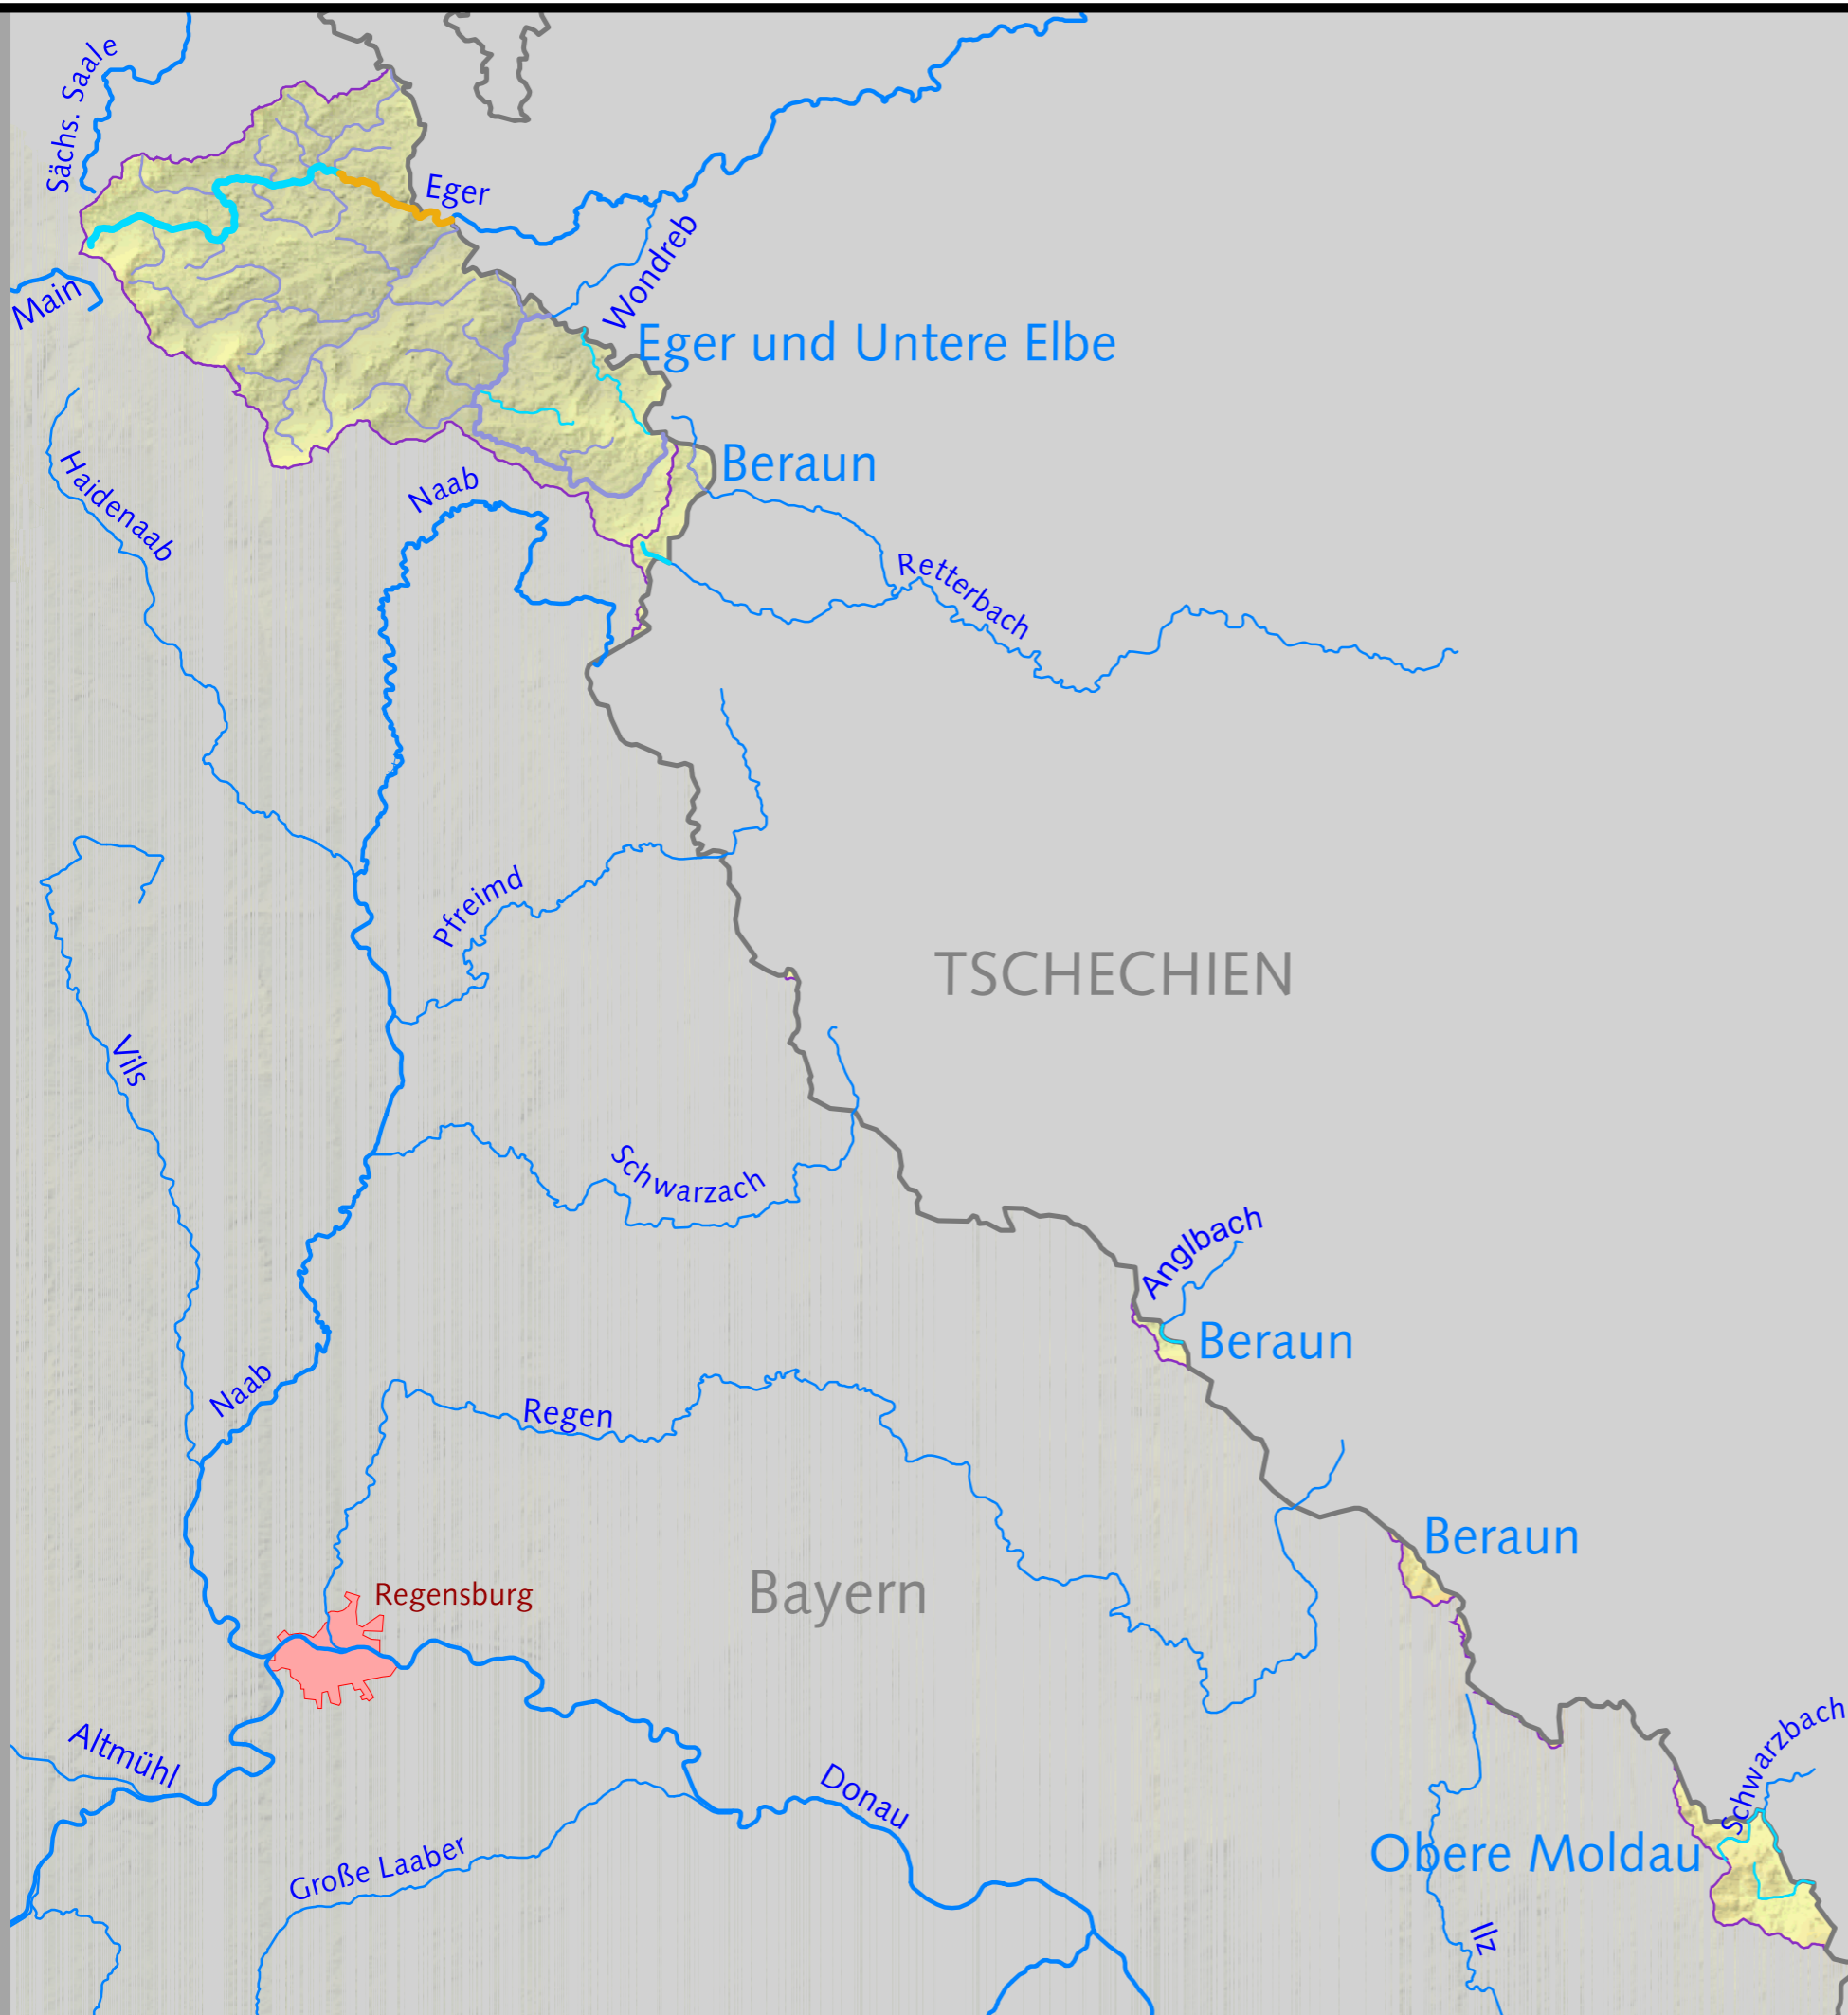 Sächs. Saale
Eger
Wondreb
Main
Eger und Untere Elbe
Beraun
Haidenaab
Naab
Retterbach
Pfreimd
TSCHECHIEN
Vils
Schwarzach
Anglbach
Beraun
Naab
Regen
Beraun
Bayern
Regensburg
Altmühl
Donau
Schwarzbach
Große Laaber
Obere Moldau
Ilz